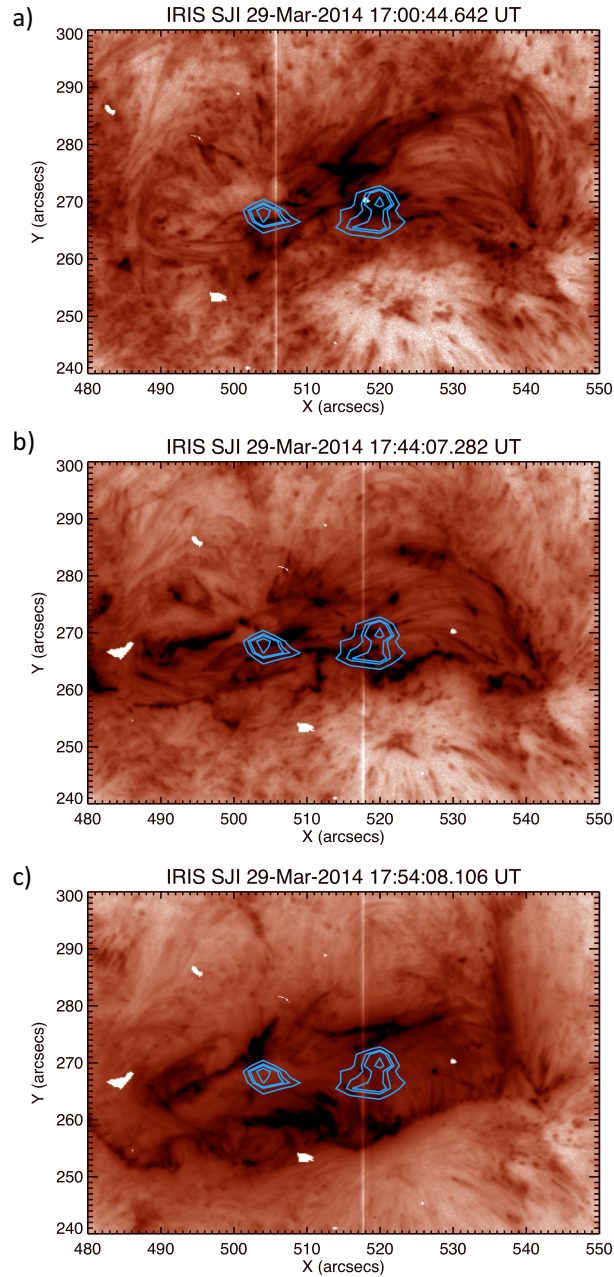 a)
IRIS SJI 29-Mar-2014 17:00:44.642 UT
300
290
280
270
260
250
240
Y (arcsecs)
480 490 500 510 520 530 540 550
X (arcsecs)
b)
IRIS SJI 29-Mar-2014 17:44:07.282 UT
300
290
280
270
260
250
240
Y (arcsecs)
480 490 500 510 520 530 540 550
X (arcsecs)
c)
IRIS SJI 29-Mar-2014 17:54:08.106 UT
300
290
280
270
260
250
240
Y (arcsecs)
480 490 500 510 520 530 540 550
X (arcsecs)